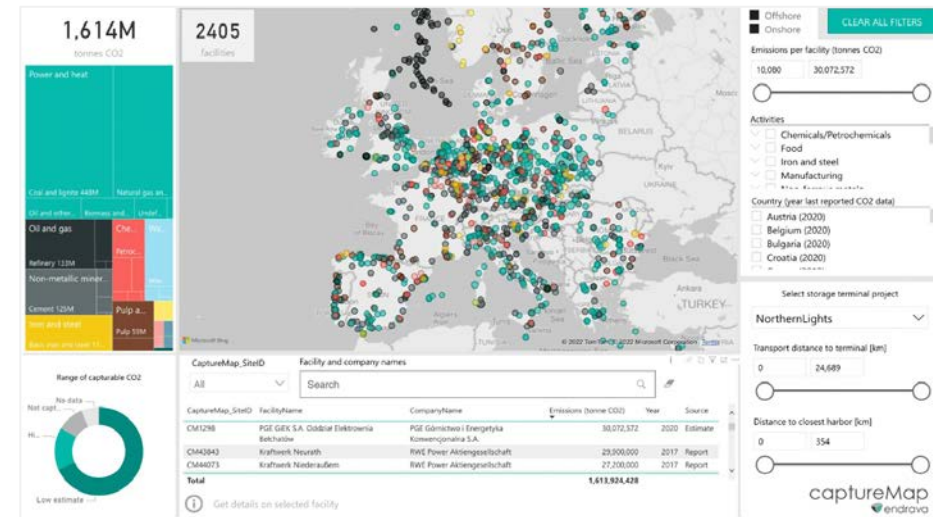 1,614M
tonnes CO2
2405
facilities
Offshore
Onshore
CLEAR ALL FILTERS
Emissions per facility (tonnes CO2)
10,000 30,072,572
Activities
Chemicals/Petrochemicals
Food
Iron and steel
Manufacturing
Country (year last reported CO2 data)
Austria (2020)
Belgium (2020)
Bulgaria (2020)
Croatia (2020)
Select storage terminal project
NorthernLights
Transport distance to terminal [km]
0 24,689
Distance to closest harbor [km]
0 354
captureMap
endrava
Power and heat
Coal and lignite 448M Natural gas an...
Oil and other... Biomass and... Undef...
Oil and gas
Che...
Refinery 133M
Petroc...
Non-metallic miner...
Cement 125M
Pulp a...
Pulp 59M
Iron and steel
BELARUS
UKRAINE
Kyiv
Black Sea
Ankara
TURKEY
Microsoft Bing
© 2022 TomTom, © 2022 Microsoft Corporation Terms
Range of capturable CO2
No data
Not capt...
Hi...
Low estimate
CaptureMap_SiteID Facility and company names
All Search
CaptureMap_SiteID FacilityName CompanyName Emissions (tonne CO2) Year Source
CM1298 PGE GiEK S.A. Oddział Elektrownia Bełchatów PGE Górnictwo i Energetyka Konwencjonalna S.A. 30,072,572 2020 Estimate
CM43843 Kraftwerk Neurath RWE Power Aktiengesellschaft 29,900,000 2017 Report
CM44073 Kraftwerk Niederaußem RWE Power Aktiengesellschaft 27,200,000 2017 Report
Total 1,613,924,428
Get details on selected facility